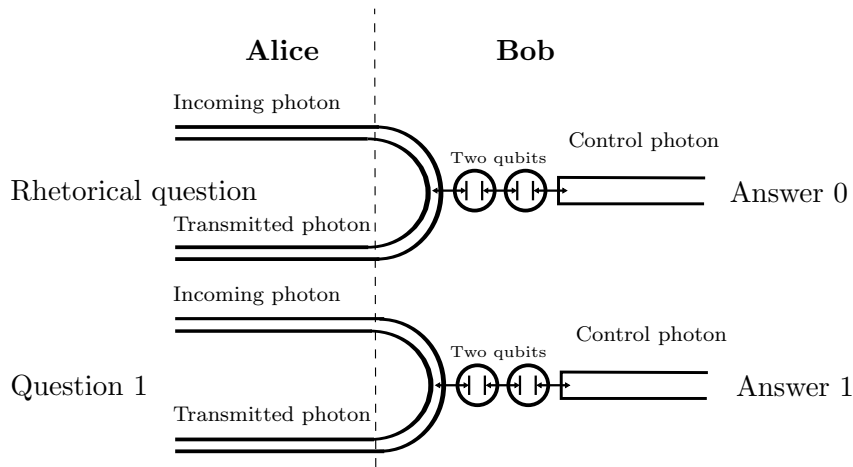 Alice
Bob
Incoming photon
Control photon
Two qubits
Rhetorical question
Answer 0
Transmitted photon
Incoming photon
Control photon
Two qubits
Question 1
Answer 1
Transmitted photon